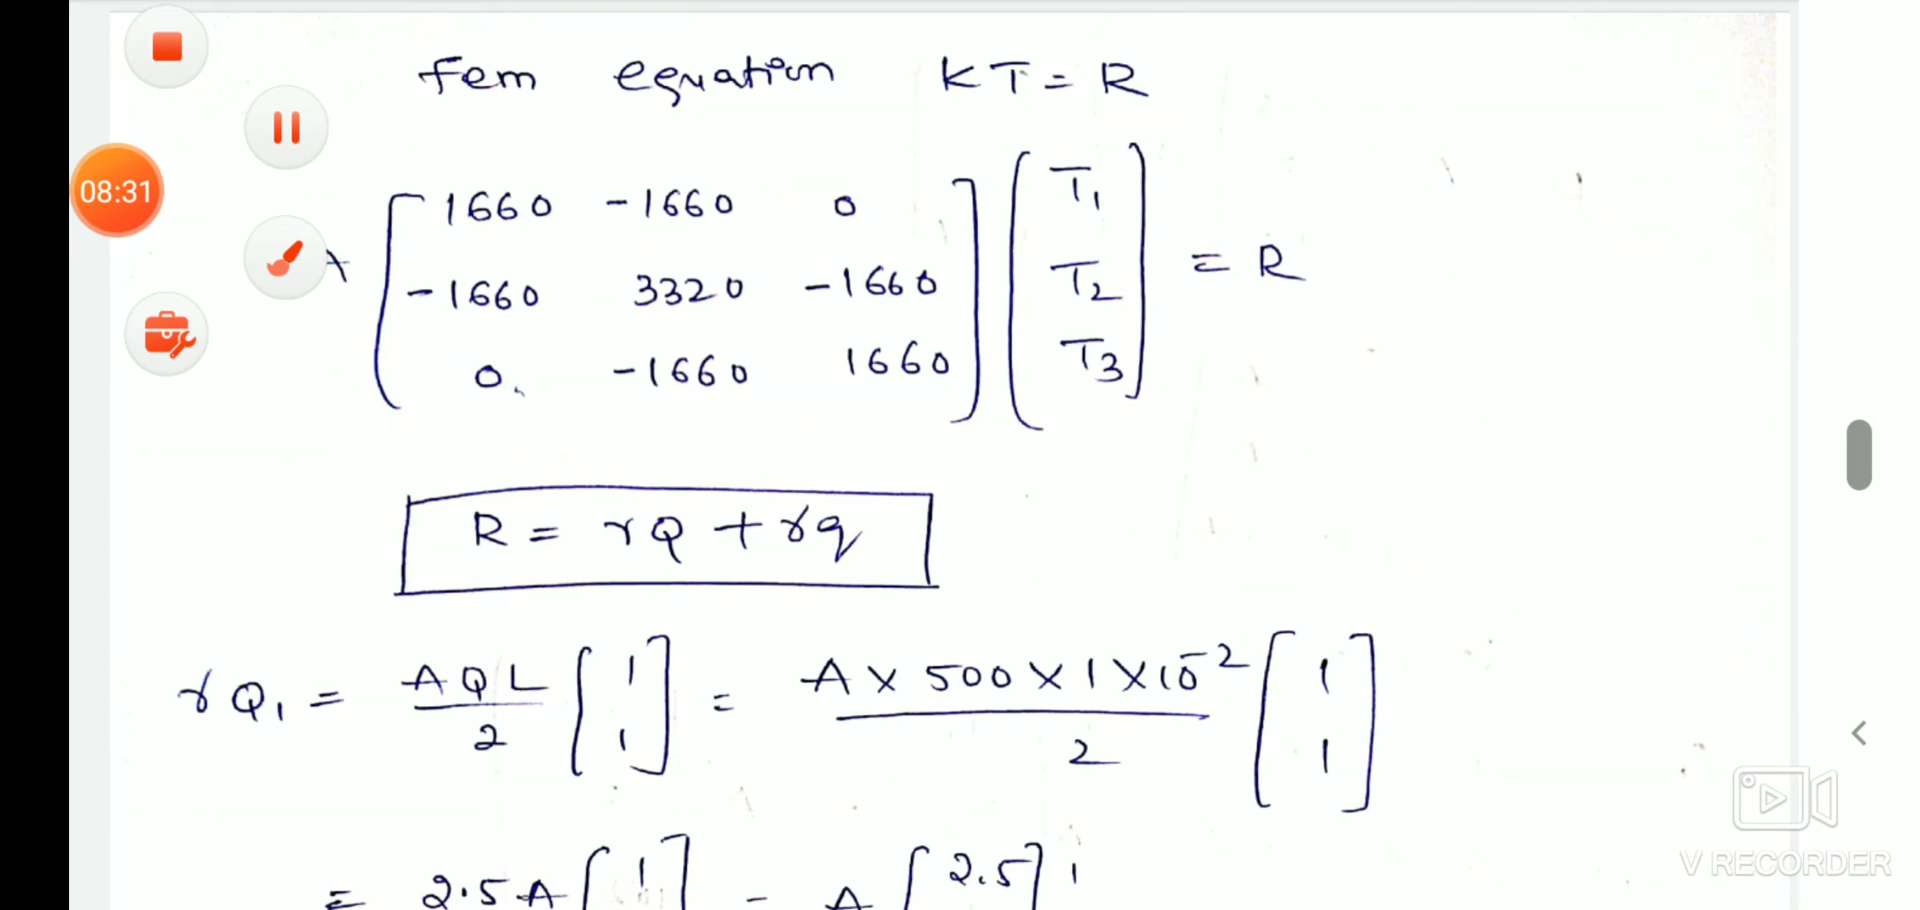 fem equation KT = R
08:31
A [ 1660 -1660 0 ] [ T1 ]
[ -1660 3320 -1660 ] [ T2 ] = R
[ 0 -1660 1660 ] [ T3 ]
R = rQ + rq
rQ1 = AQL/2 [ 1 1 ] = A × 500 × 1 × 10^-2 / 2 [ 1 1 ]
= 2.5 A [ 1 ] = A [ 2.5 ] 1
V RECORDER